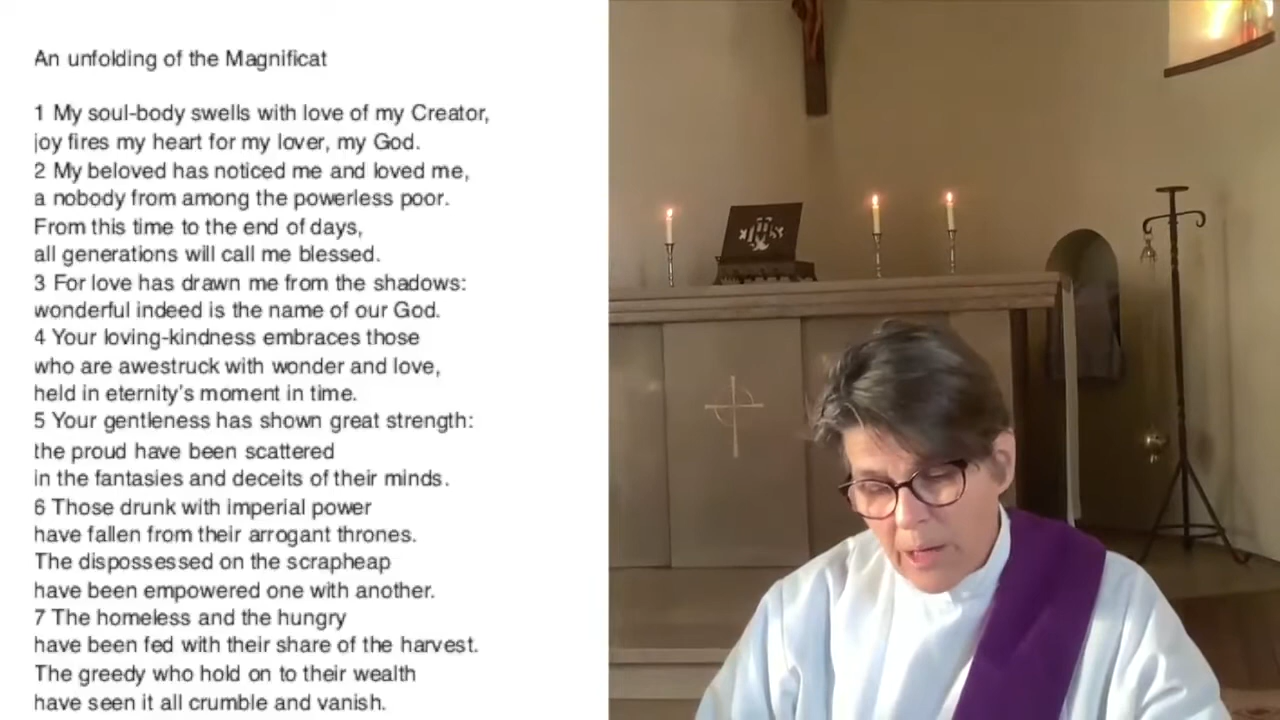 An unfolding of the Magnificat
1 My soul-body swells with love of my Creator,
joy fires my heart for my lover, my God.
2 My beloved has noticed me and loved me,
a nobody from among the powerless poor.
From this time to the end of days,
all generations will call me blessed.
3 For love has drawn me from the shadows:
wonderful indeed is the name of our God.
4 Your loving-kindness embraces those
who are awestruck with wonder and love,
held in eternity's moment in time.
5 Your gentleness has shown great strength:
the proud have been scattered
in the fantasies and deceits of their minds.
6 Those drunk with imperial power
have fallen from their arrogant thrones.
The dispossessed on the scrapheap
have been empowered one with another.
7 The homeless and the hungry
have been fed with their share of the harvest.
The greedy who hold on to their wealth
have seen it all crumble and vanish.
IHS